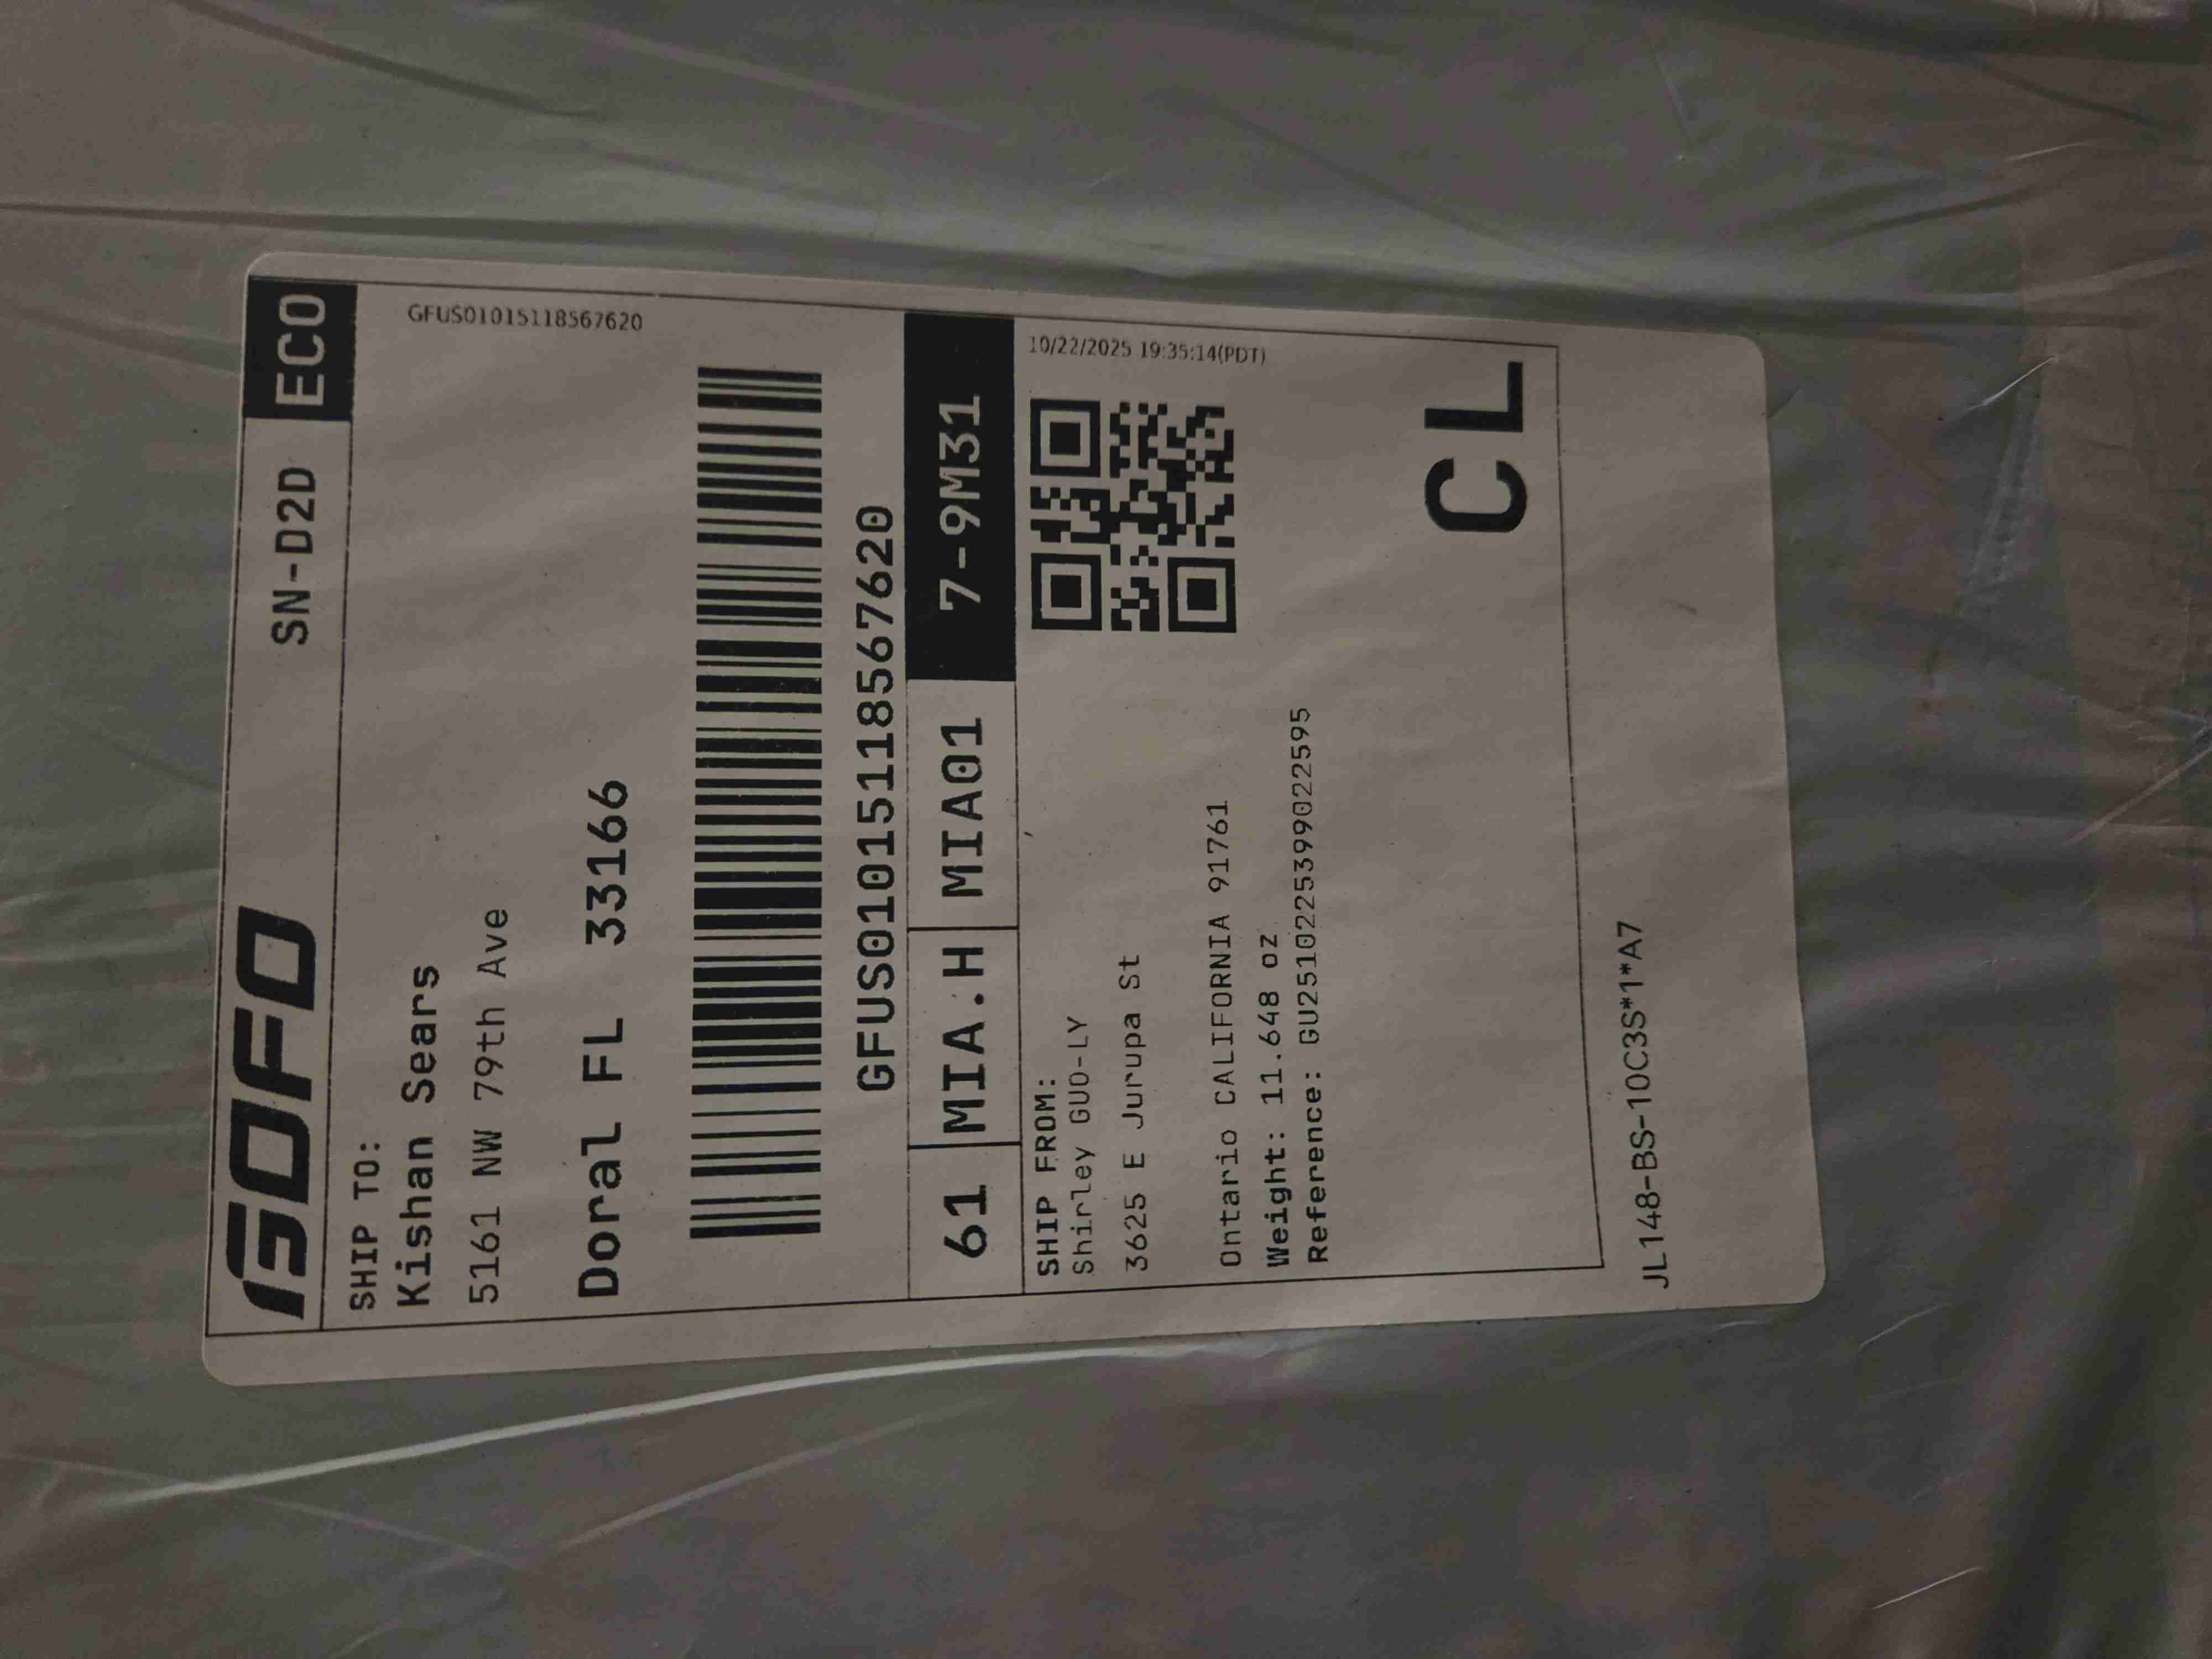 GOFO SN-D2D ECO
GFUS01015118567620
SHIP TO:
Kishan Sears
5161 NW 79th Ave
Doral FL 33166
GFUS01015118567620
61 MIA.H MIA01 7-9M31
10/22/2025 19:35:14(PDT)
SHIP FROM:
Shirley GUO-LY
3625 E Jurupa St
Ontario CALIFORNIA 91761
Weight: 11.648 oz
Reference: GU25102253990​22595
CL
JL148-BS-10C3S*1*A7